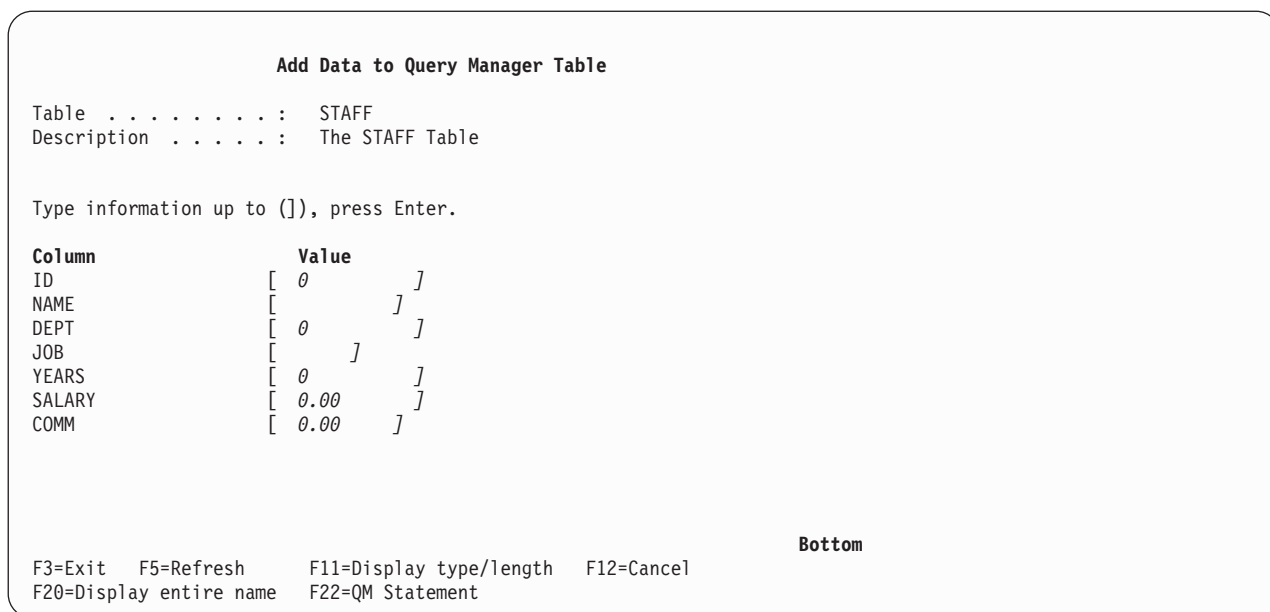 Add Data to Query Manager Table
Table . . . . . . . . : STAFF
Description . . . . . : The STAFF Table
Type information up to (]), press Enter.
Column Value
ID [ 0 ]
NAME [ ]
DEPT [ 0 ]
JOB [ ]
YEARS [ 0 ]
SALARY [ 0.00 ]
COMM [ 0.00 ]
Bottom
F3=Exit F5=Refresh F11=Display type/length F12=Cancel
F20=Display entire name F22=QM Statement